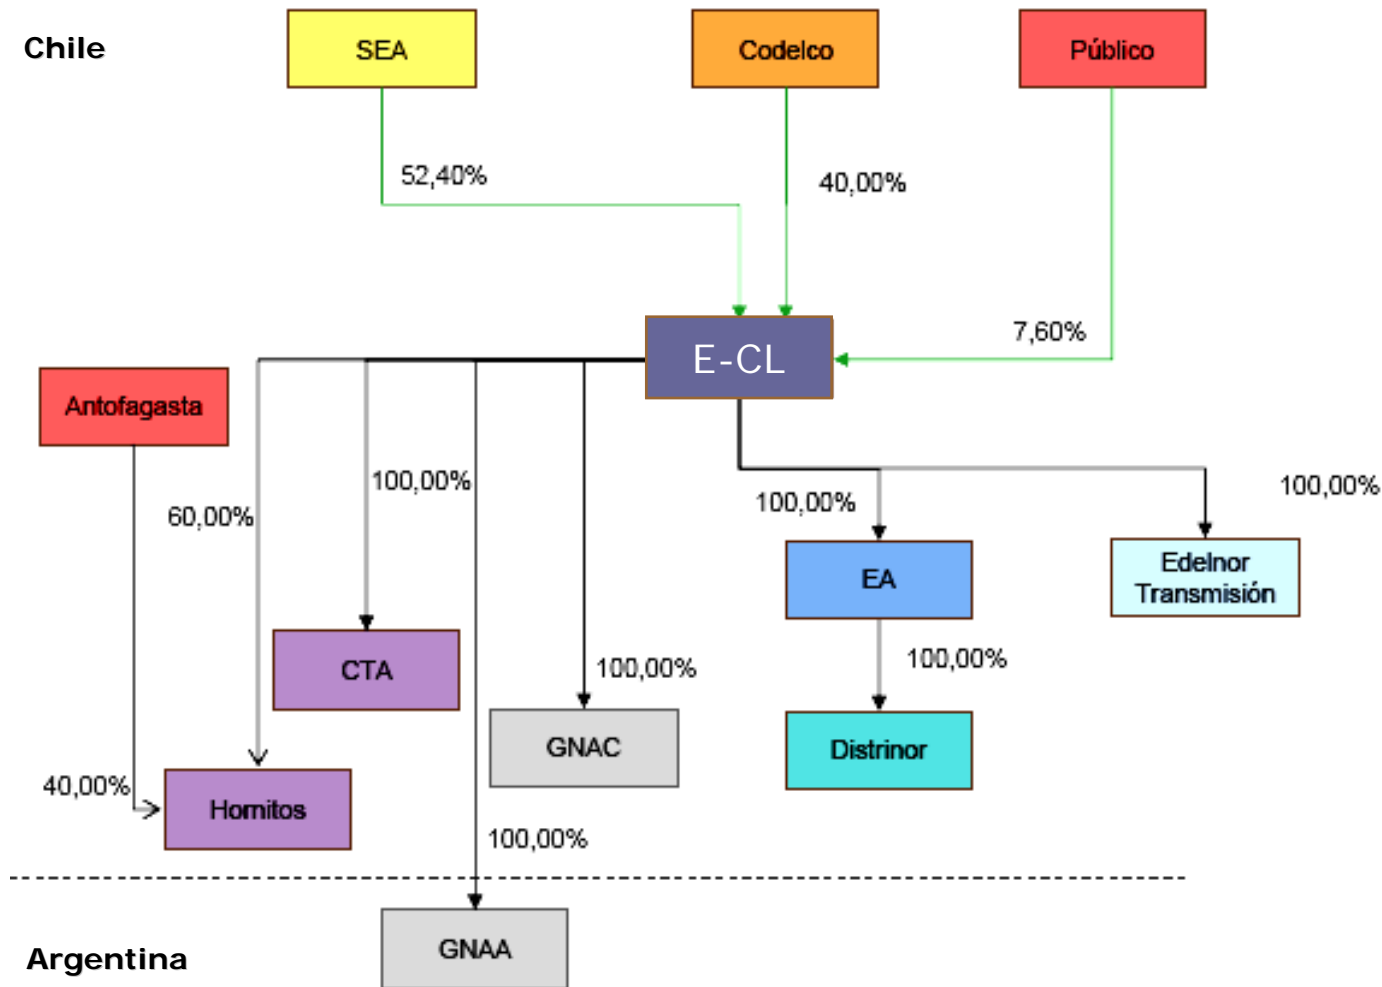 Chile
SEA
Codelco
Público
52,40%
40,00%
7,60%
E-CL
Antofagasta
60,00%
100,00%
100,00%
100,00%
EA
Edelnor
Transmisión
CTA
100,00%
100,00%
GNAC
Distrinor
40,00%
Hornitos
100,00%
GNAA
Argentina